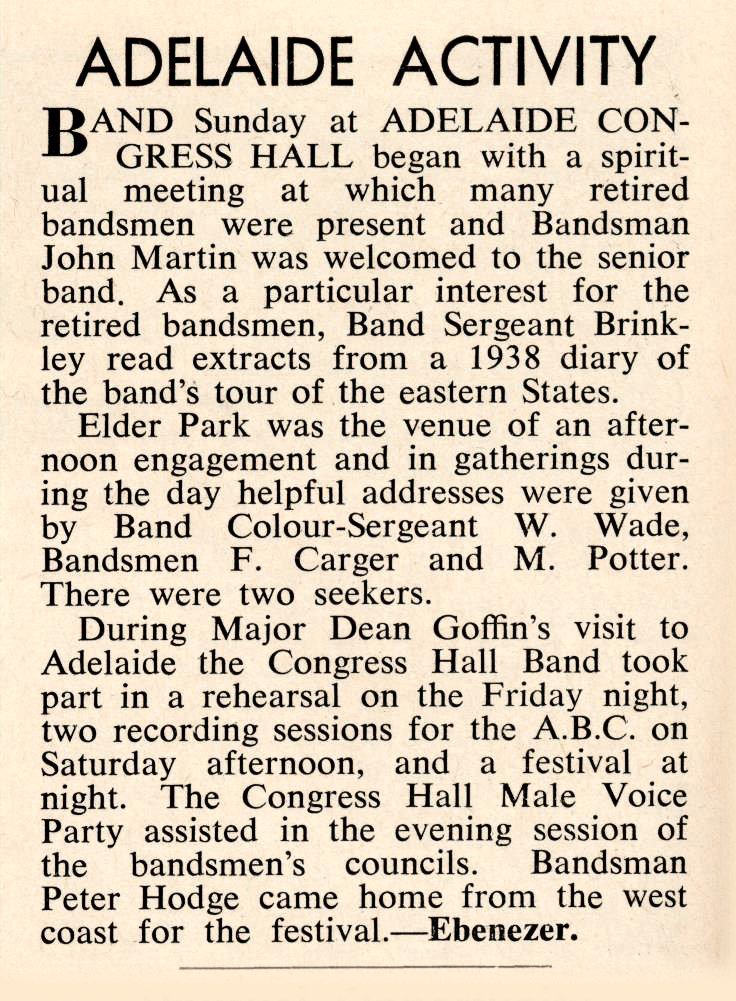 ADELAIDE ACTIVITY
BAND Sunday at ADELAIDE CON-
GRESS HALL began with a spirit-
ual meeting at which many retired
bandsmen were present and Bandsman
John Martin was welcomed to the senior
band. As a particular interest for the
retired bandsmen, Band Sergeant Brink-
ley read extracts from a 1938 diary of
the band's tour of the eastern States.
Elder Park was the venue of an after-
noon engagement and in gatherings dur-
ing the day helpful addresses were given
by Band Colour-Sergeant W. Wade,
Bandsmen F. Carger and M. Potter.
There were two seekers.
During Major Dean Goffin's visit to
Adelaide the Congress Hall Band took
part in a rehearsal on the Friday night,
two recording sessions for the A.B.C. on
Saturday afternoon, and a festival at
night. The Congress Hall Male Voice
Party assisted in the evening session of
the bandsmen's councils. Bandsman
Peter Hodge came home from the west
coast for the festival.—Ebenezer.